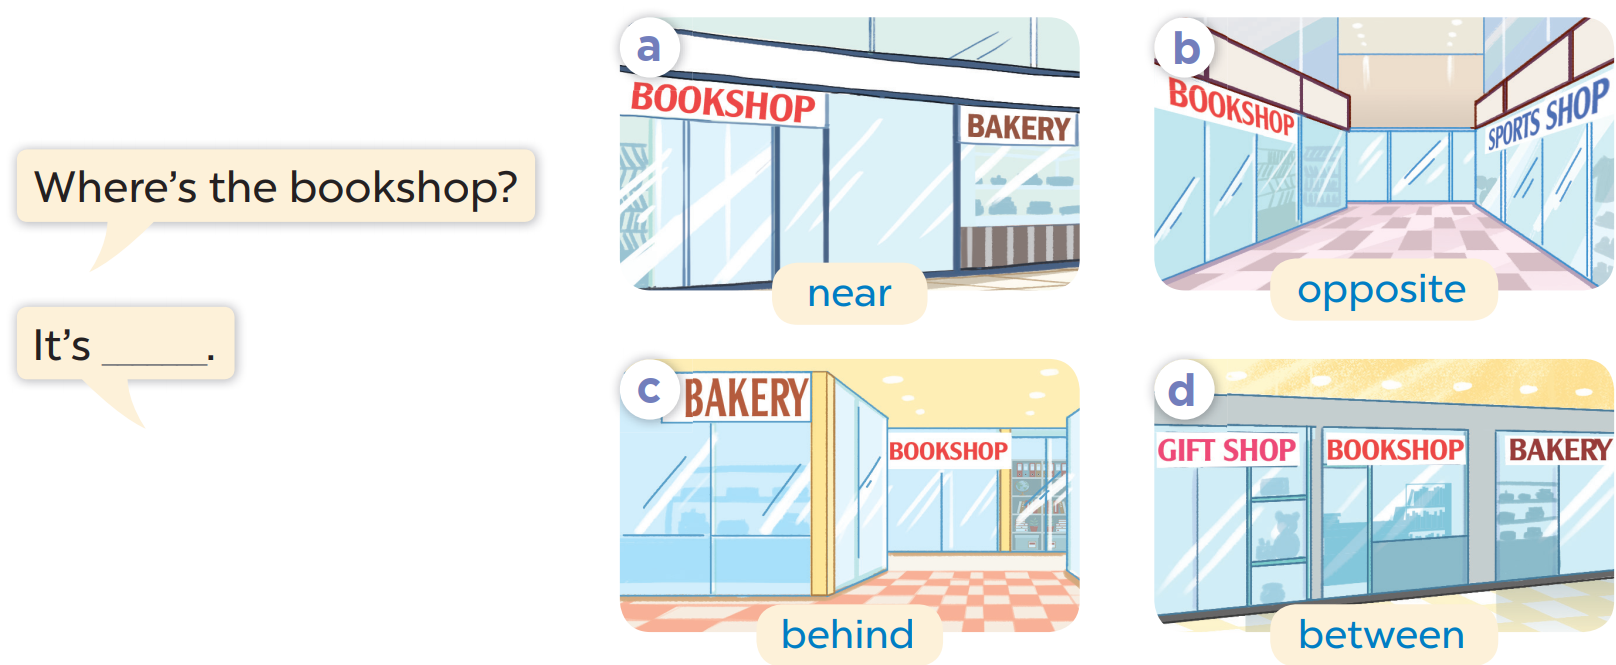 Where's the bookshop?
It's ______.
a
BOOKSHOP
BAKERY
near
b
BOOKSHOP
SPORTS SHOP
opposite
c
BAKERY
BOOKSHOP
behind
d
GIFT SHOP
BOOKSHOP
BAKERY
between